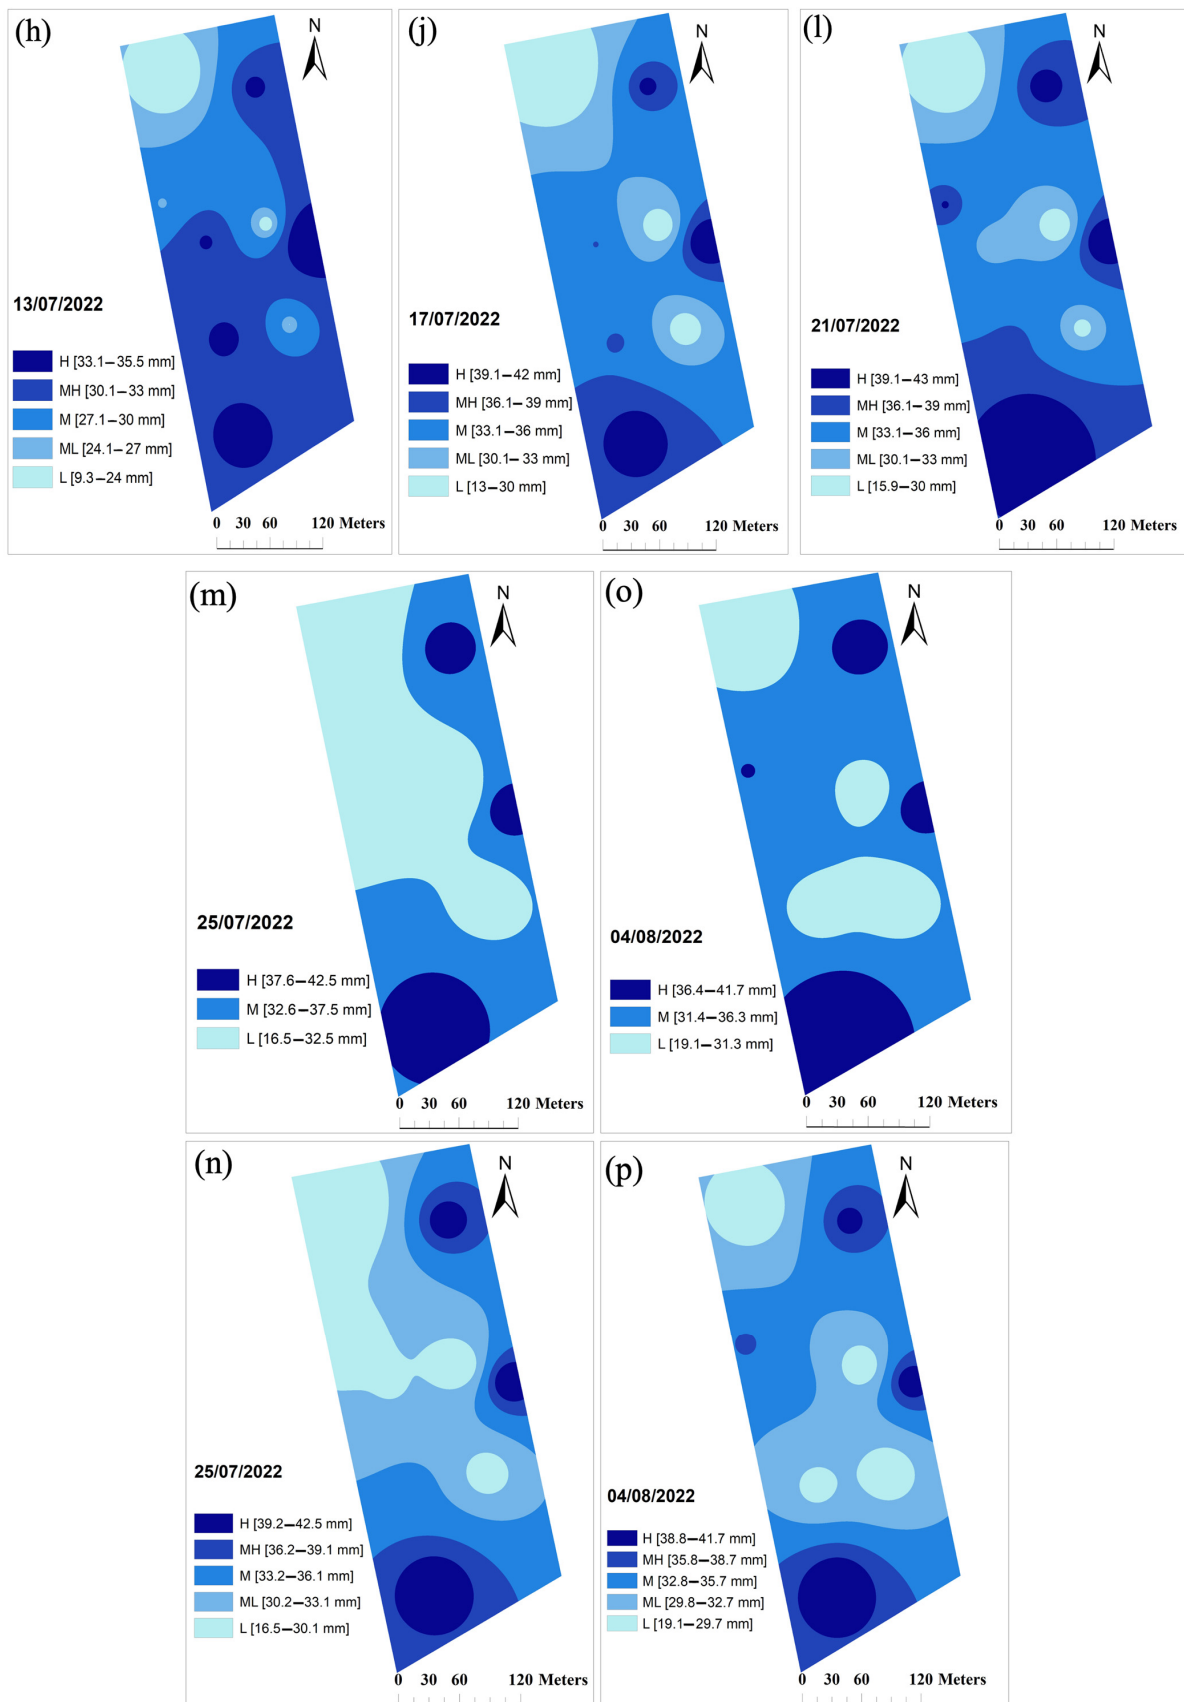 (h)
N
13/07/2022
H [33.1–35.5 mm]
MH [30.1–33 mm]
M [27.1–30 mm]
ML [24.1–27 mm]
L [9.3–24 mm]
0 30 60 120 Meters
(j)
N
17/07/2022
H [39.1–42 mm]
MH [36.1–39 mm]
M [33.1–36 mm]
ML [30.1–33 mm]
L [13–30 mm]
0 30 60 120 Meters
(l)
N
21/07/2022
H [39.1–43 mm]
MH [36.1–39 mm]
M [33.1–36 mm]
ML [30.1–33 mm]
L [15.9–30 mm]
0 30 60 120 Meters
(m)
N
25/07/2022
H [37.6–42.5 mm]
M [32.6–37.5 mm]
L [16.5–32.5 mm]
0 30 60 120 Meters
(o)
N
04/08/2022
H [36.4–41.7 mm]
M [31.4–36.3 mm]
L [19.1–31.3 mm]
0 30 60 120 Meters
(n)
N
25/07/2022
H [39.2–42.5 mm]
MH [36.2–39.1 mm]
M [33.2–36.1 mm]
ML [30.2–33.1 mm]
L [16.5–30.1 mm]
0 30 60 120 Meters
(p)
N
04/08/2022
H [38.8–41.7 mm]
MH [35.8–38.7 mm]
M [32.8–35.7 mm]
ML [29.8–32.7 mm]
L [19.1–29.7 mm]
0 30 60 120 Meters